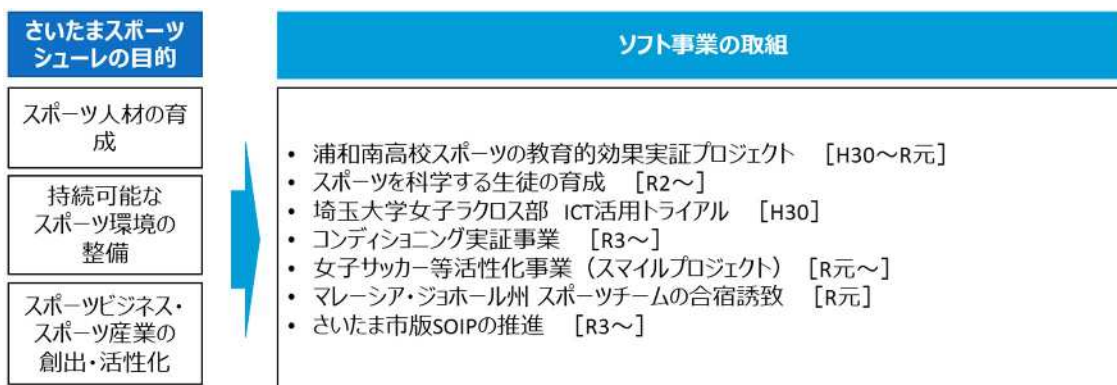 さいたまスポーツ
シューレの目的
ソフト事業の取組
スポーツ人材の育
成
持続可能な
スポーツ環境の
整備
スポーツビジネス・
スポーツ産業の
創出・活性化
• 浦和南高校スポーツの教育的効果実証プロジェクト ［H30～R元］
• スポーツを科学する生徒の育成 ［R2～］
• 埼玉大学女子ラクロス部 ICT活用トライアル ［H30］
• コンディショニング実証事業 ［R3～］
• 女子サッカー等活性化事業（スマイルプロジェクト）［R元～］
• マレーシア・ジョホール州 スポーツチームの合宿誘致 ［R元］
• さいたま市版SOIPの推進 ［R3～］